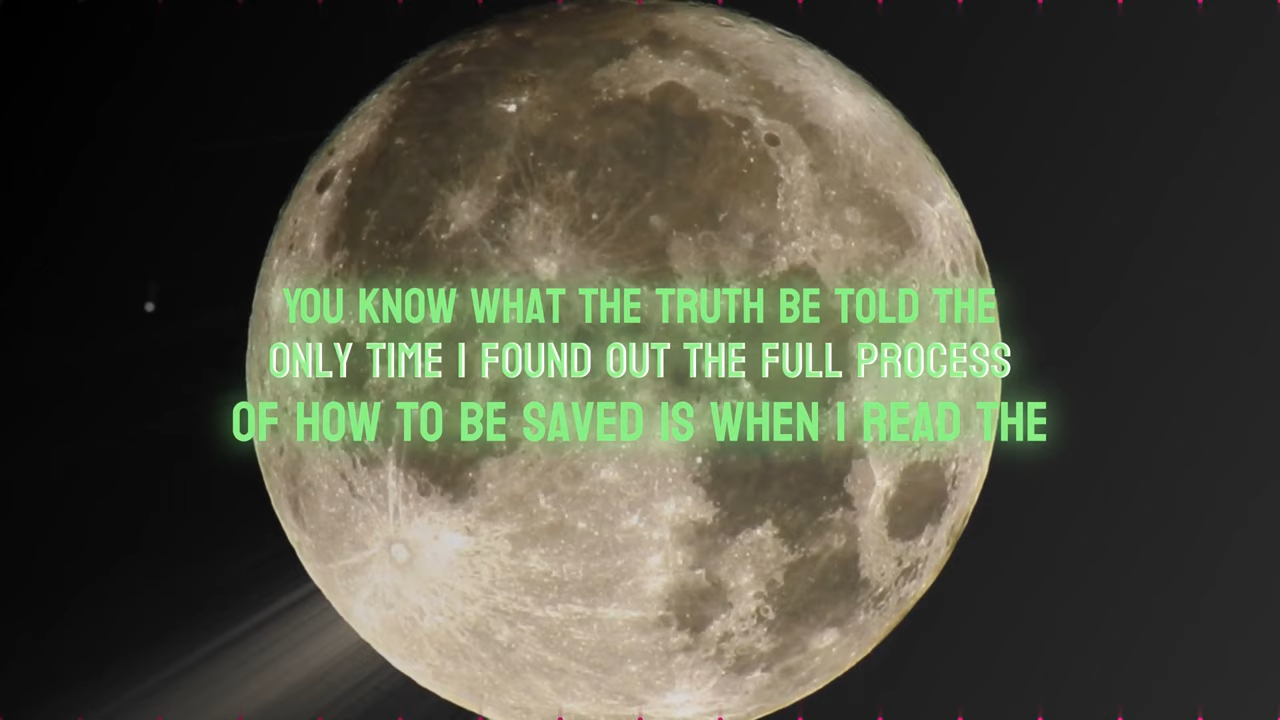 YOU KNOW WHAT THE TRUTH BE TOLD THE
ONLY TIME I FOUND OUT THE FULL PROCESS
OF HOW TO BE SAVED IS WHEN I READ THE